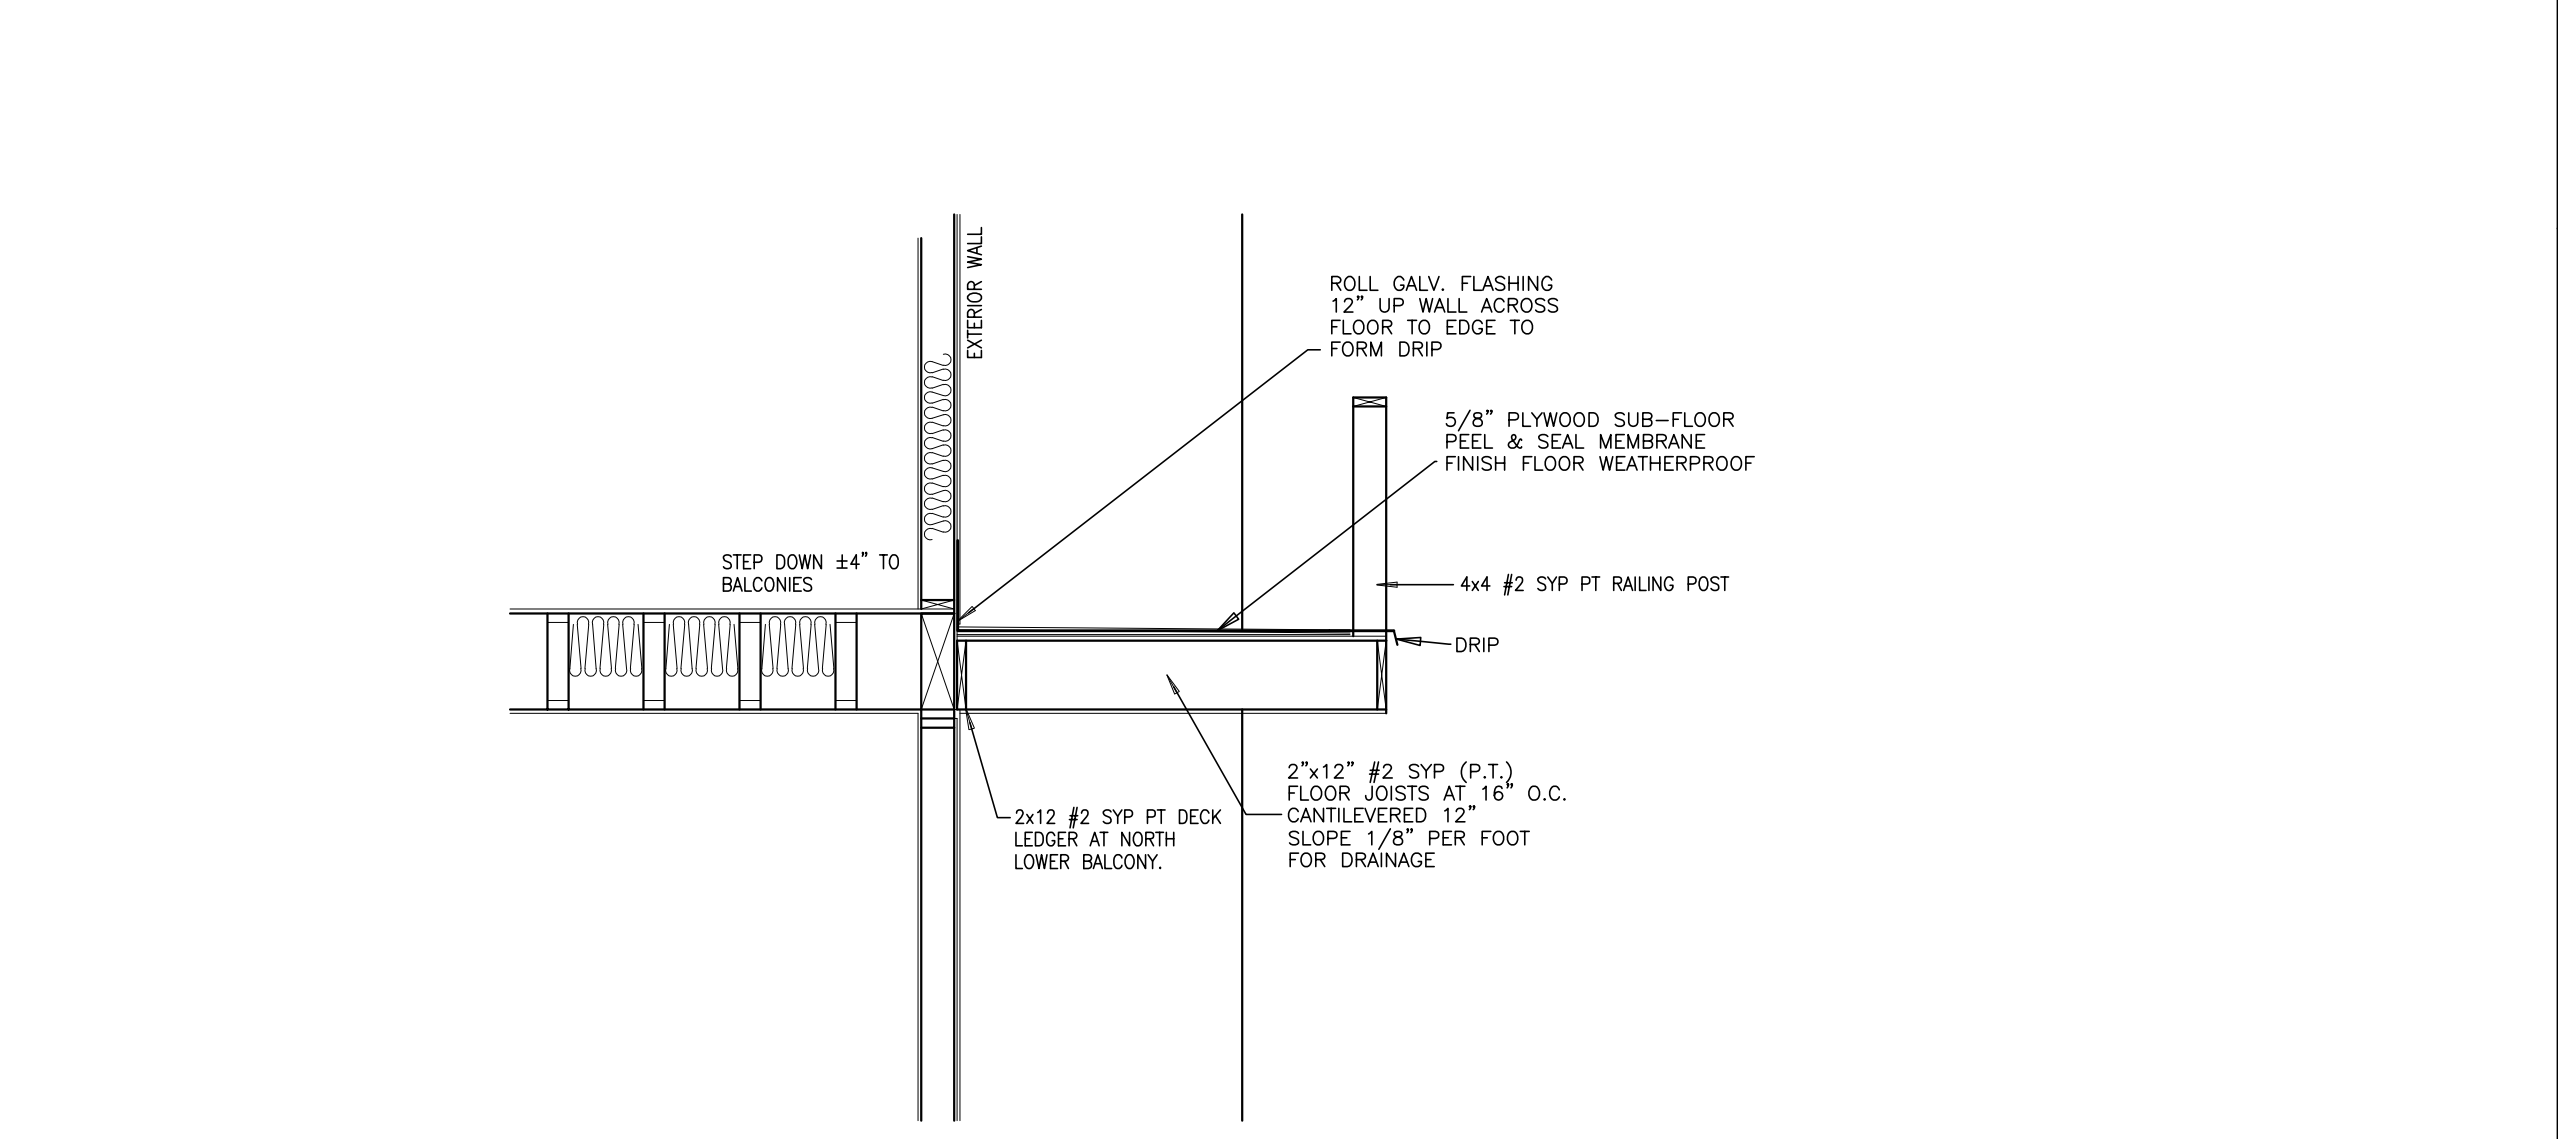 EXTERIOR WALL
ROLL GALV. FLASHING
12” UP WALL ACROSS
FLOOR TO EDGE TO
FORM DRIP
5/8” PLYWOOD SUB-FLOOR
PEEL & SEAL MEMBRANE
FINISH FLOOR WEATHERPROOF
STEP DOWN ±4” TO
BALCONIES
4x4 #2 SYP PT RAILING POST
DRIP
2”x12” #2 SYP (P.T.)
FLOOR JOISTS AT 16” O.C.
CANTILEVERED 12”
SLOPE 1/8” PER FOOT
FOR DRAINAGE
2x12 #2 SYP PT DECK
LEDGER AT NORTH
LOWER BALCONY.